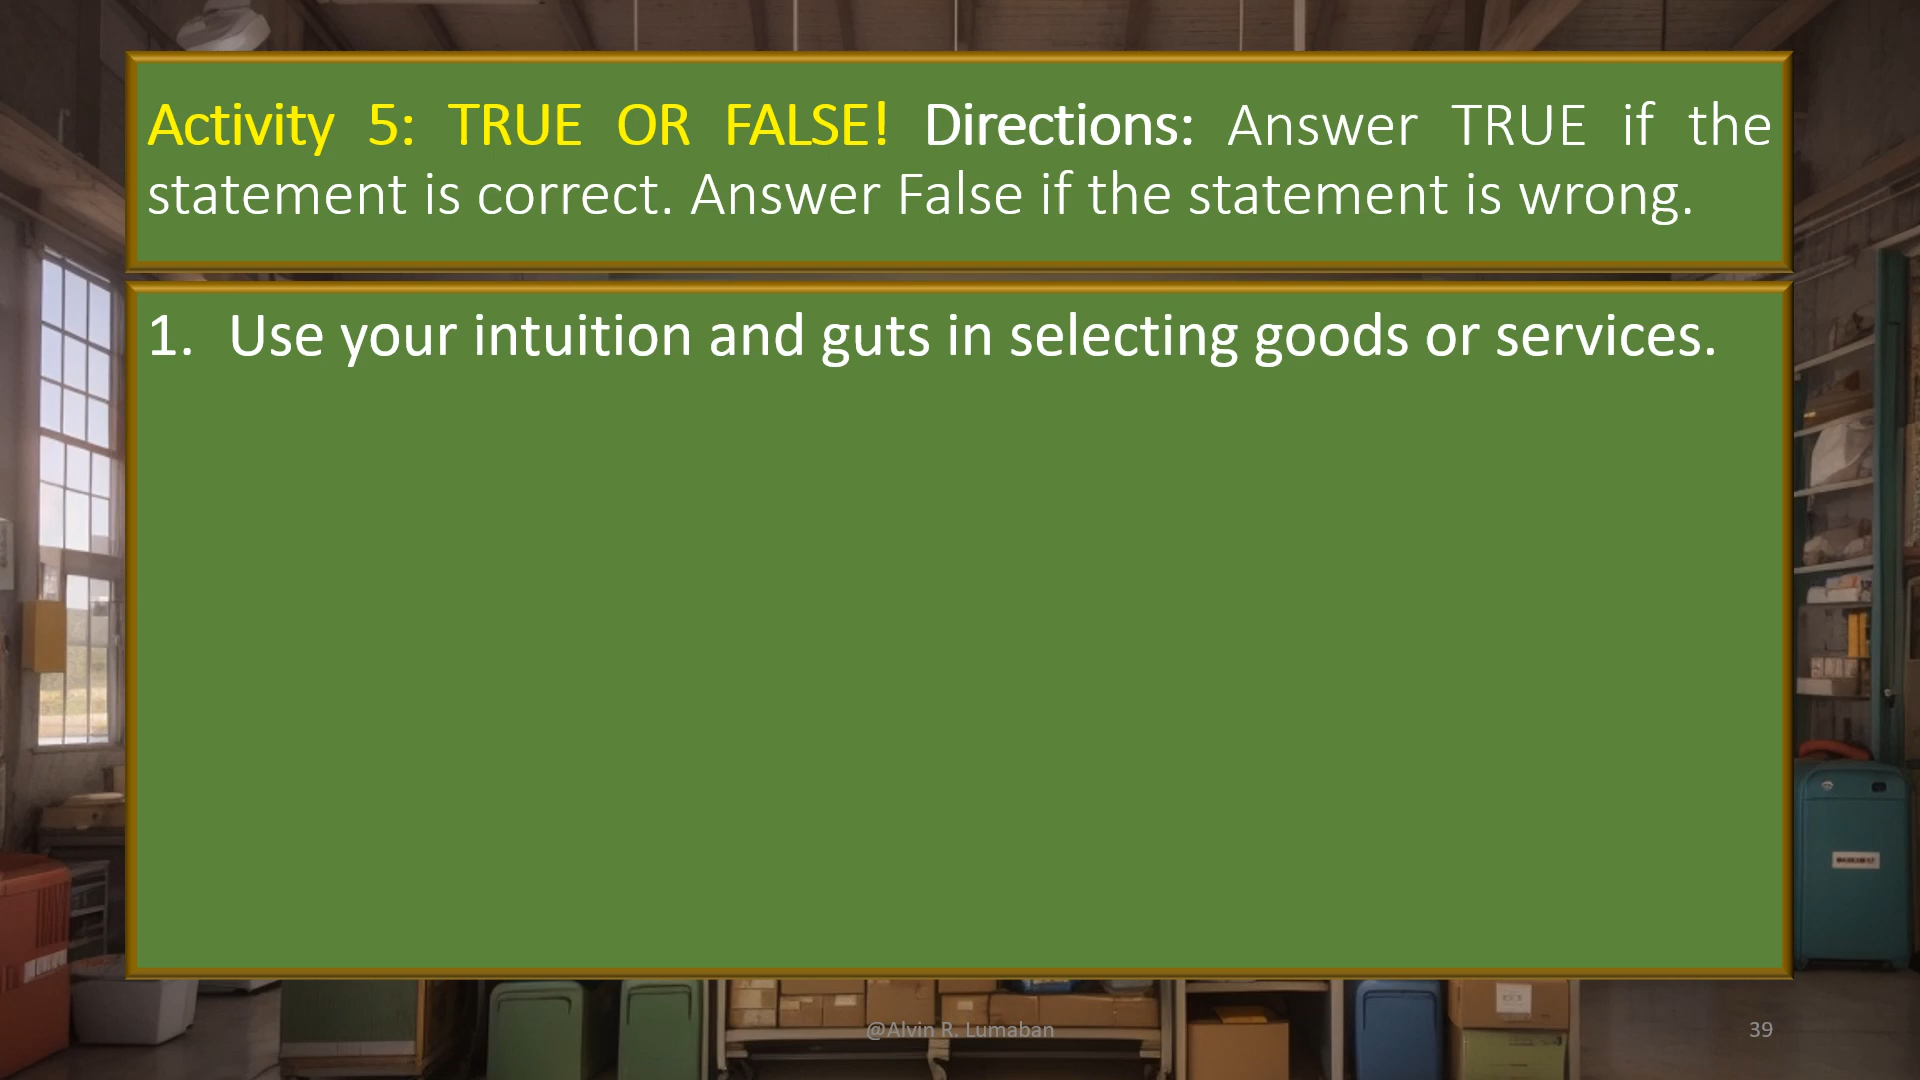 Activity 5: TRUE OR FALSE! Directions: Answer TRUE if the
statement is correct. Answer False if the statement is wrong.
1. Use your intuition and guts in selecting goods or services.
@Alvin R. Lumaban
39